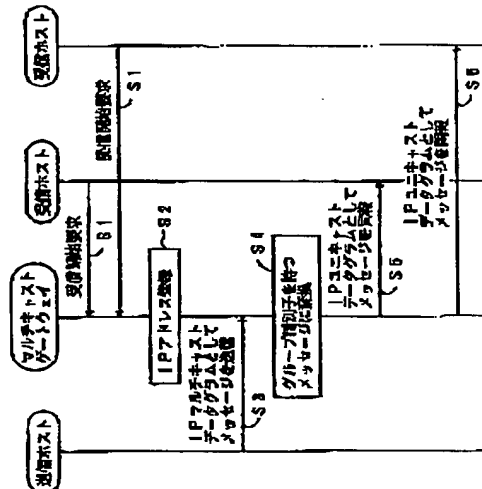 送信ホスト
マルチキャスト
ゲートウェイ
受信ホスト
受信ホスト
受信開始要求
S1
受信開始要求
S1
IPアドレス登録
S2
IPマルチキャスト
データグラムとして
メッセージを送信
S3
グループ識別子を持つ
メッセージに変換
S4
IPユニキャスト
データグラムとして
メッセージを同報
S5
IPユニキャスト
データグラムとして
メッセージを同報
S5